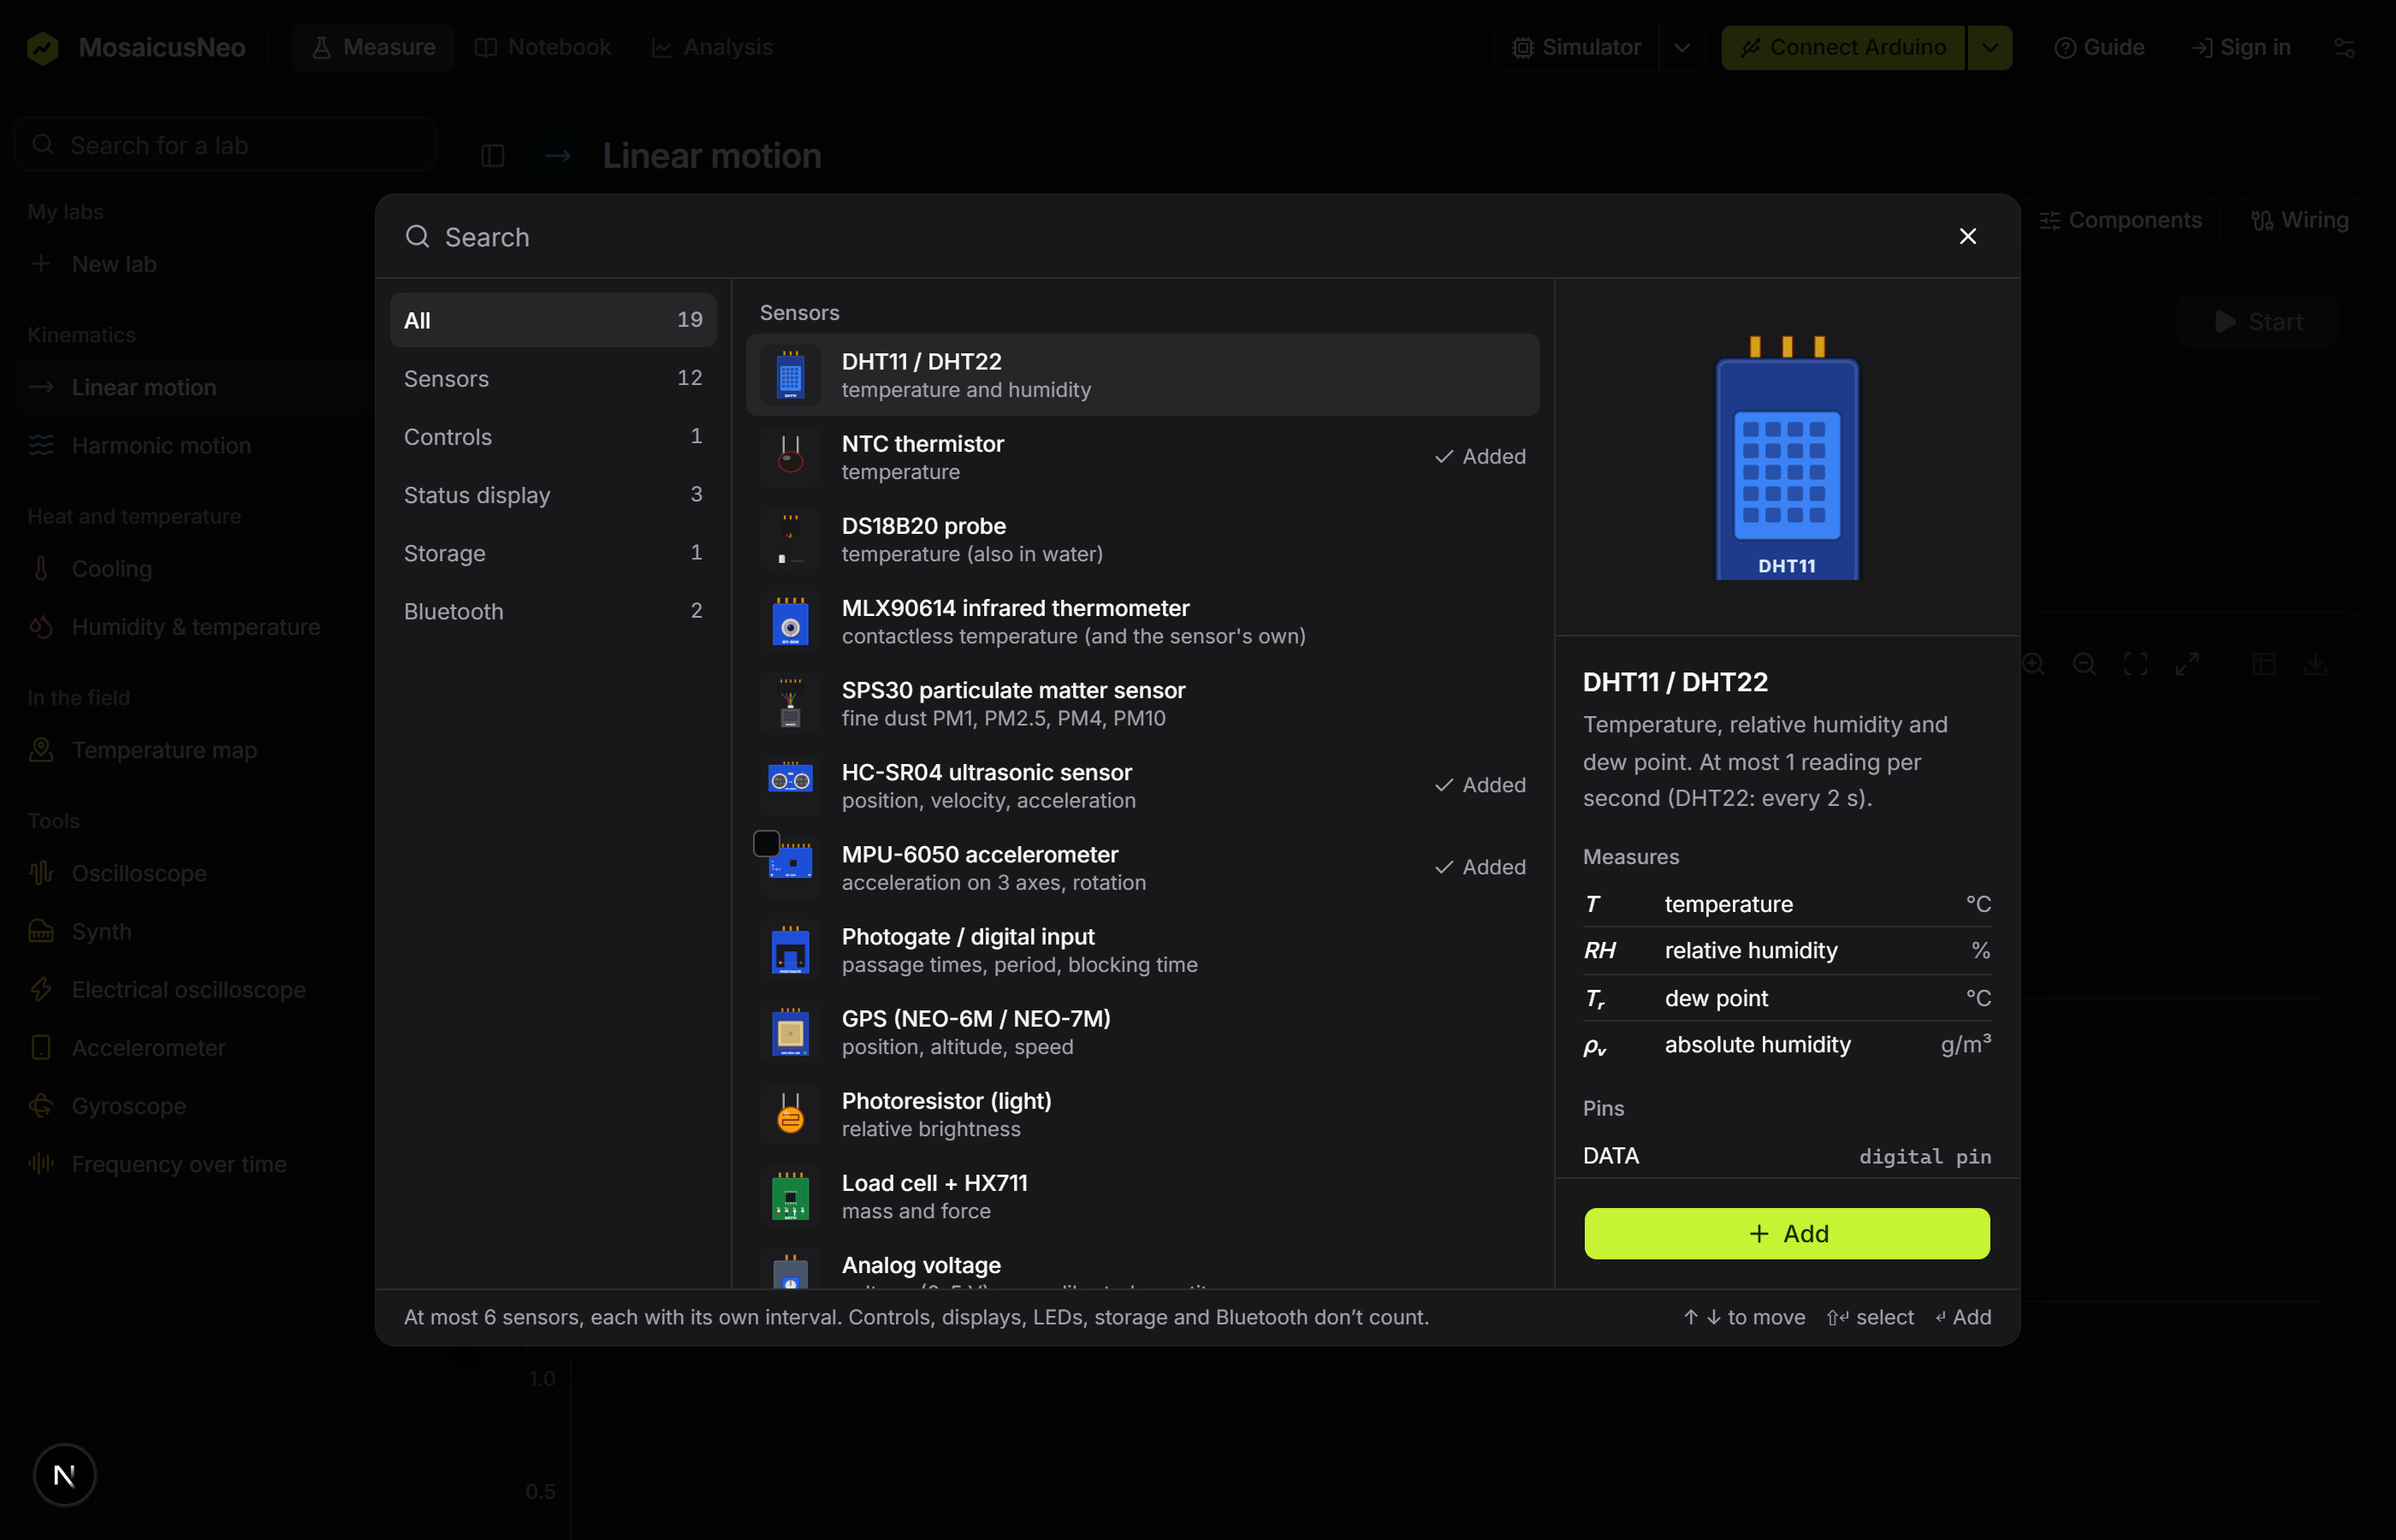 MosaicusNeo
Measure
Notebook
Analysis
Simulator
Connect Arduino
Guide
Sign in
Search for a lab
My labs
New lab
Kinematics
Linear motion
Harmonic motion
Heat and temperature
Cooling
Humidity & temperature
In the field
Temperature map
Tools
Oscilloscope
Synth
Electrical oscilloscope
Accelerometer
Gyroscope
Frequency over time
Linear motion
Components
Wiring
Start
Search
All 19
Sensors 12
Controls 1
Status display 3
Storage 1
Bluetooth 2
Sensors
DHT11 / DHT22
temperature and humidity
NTC thermistor
temperature
Added
DS18B20 probe
temperature (also in water)
MLX90614 infrared thermometer
contactless temperature (and the sensor's own)
SPS30 particulate matter sensor
fine dust PM1, PM2.5, PM4, PM10
HC-SR04 ultrasonic sensor
position, velocity, acceleration
Added
MPU-6050 accelerometer
acceleration on 3 axes, rotation
Added
Photogate / digital input
passage times, period, blocking time
GPS (NEO-6M / NEO-7M)
position, altitude, speed
Photoresistor (light)
relative brightness
Load cell + HX711
mass and force
Analog voltage
DHT11
DHT11 / DHT22
Temperature, relative humidity and
dew point. At most 1 reading per
second (DHT22: every 2 s).
Measures
T temperature °C
RH relative humidity %
Tr dew point °C
ρv absolute humidity g/m³
Pins
DATA digital pin
+ Add
At most 6 sensors, each with its own interval. Controls, displays, LEDs, storage and Bluetooth don’t count.
↑ ↓ to move ⇧↵ select ↵ Add
1.0
0.5
N